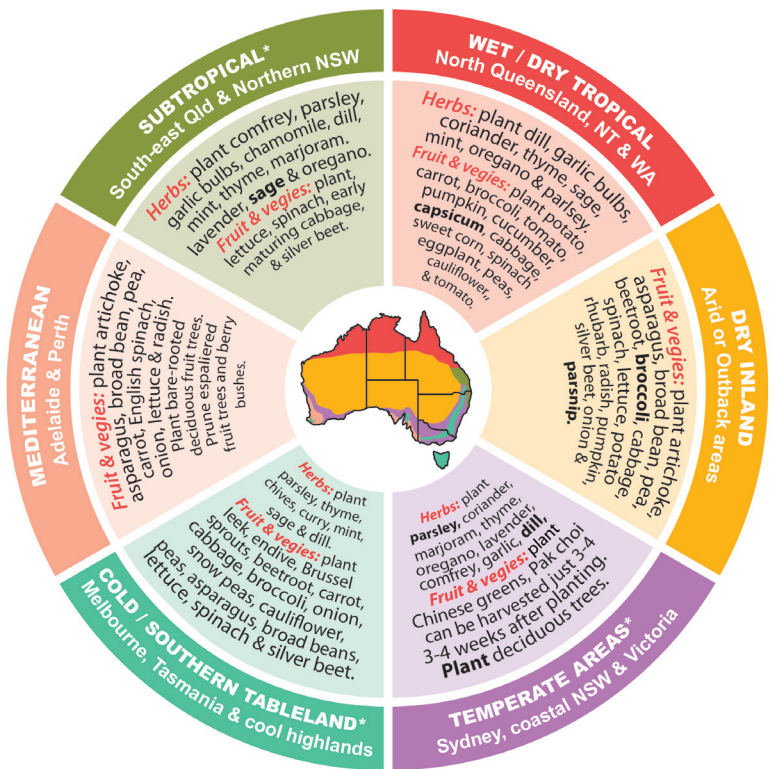 SUBTROPICAL*
South-east Qld & Northern NSW
Herbs: plant comfrey, parsley,
garlic bulbs, chamomile, dill,
mint, thyme, marjoram.
lavender, sage & oregano.
Fruit & vegies: plant,
lettuce, spinach, early
maturing cabbage,
& silver beet.
WET / DRY TROPICAL
North Queensland, NT & WA
Herbs: plant dill, garlic bulbs,
coriander, thyme, sage,
mint, oregano & parlsey.
Fruit & vegies: plant potato,
carrot, broccoli, tomato,
pumpkin, cucumber,
capsicum, cabbage,
sweet corn, spinach
eggplant, peas,
cauliflower,
& tomato.
DRY INLAND
Arid or Outback areas
Fruit & vegies: plant artichoke,
asparagus, broad bean, pea,
beetroot, broccoli, cabbage,
spinach, lettuce, potato
rhubarb, radish, pumpkin,
silver beet, onion &
parsnip.
TEMPERATE AREAS*
Sydney, coastal NSW & Victoria
Herbs: plant
parsley, coriander,
marjoram, thyme,
oregano, lavender,
comfrey, garlic, dill,
Fruit & vegies: plant
Chinese greens, Pak choi
can be harvested just 3-4
3-4 weeks after planting.
Plant deciduous trees.
COLD / SOUTHERN TABLELAND*
Melbourne, Tasmania & cool highlands
Herbs: plant
parsley, thyme,
chives, curry, mint,
sage & dill.
Fruit & vegies: plant
leek, endive, Brussel
sprouts, beetroot, carrot,
cabbage, broccoli, onion,
snow peas, cauliflower,
peas, asparagus, broad beans,
lettuce, spinach & silver beet.
MEDITERRANEAN
Adelaide & Perth
Fruit & vegies: plant artichoke,
asparagus, broad bean, pea,
carrot, English spinach,
onion, lettuce & radish.
Plant bare-rooted
deciduous fruit trees.
Prune espaliered
fruit trees and berry
bushes.